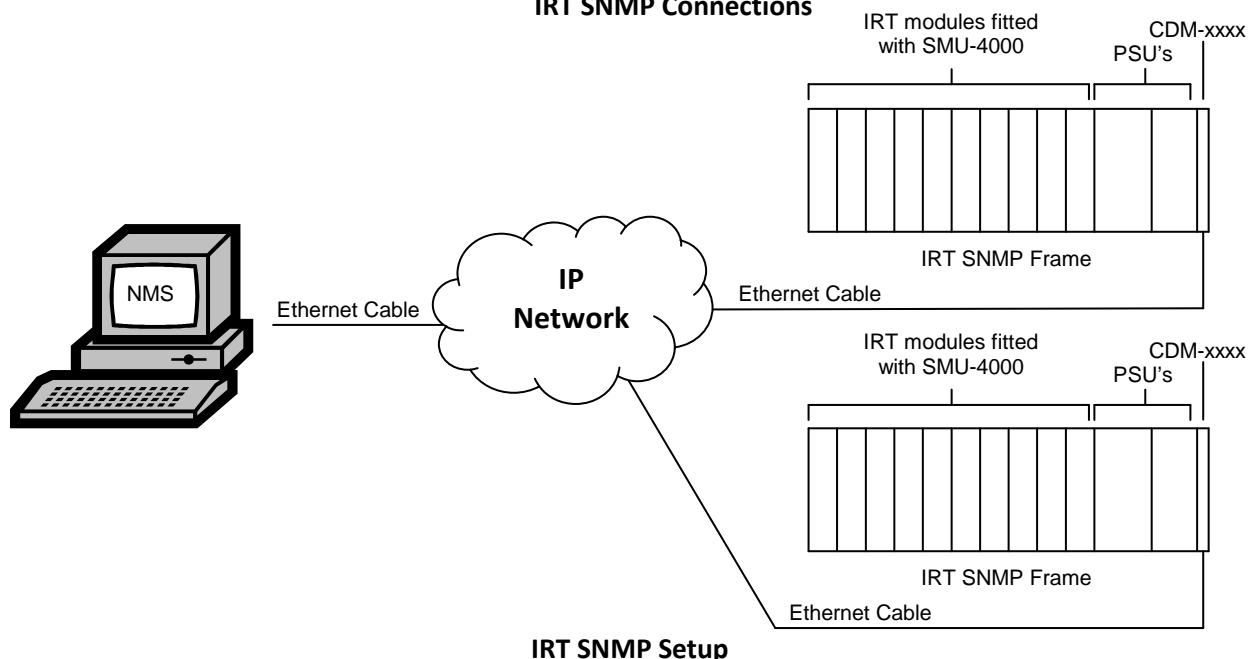 IRT SNMP Connections
IRT modules fitted
with SMU-4000
PSU's
CDM-xxxx
IRT SNMP Frame
NMS
Ethernet Cable
IP
Network
Ethernet Cable
IRT modules fitted
with SMU-4000
PSU's
CDM-xxxx
IRT SNMP Frame
Ethernet Cable
IRT SNMP Setup